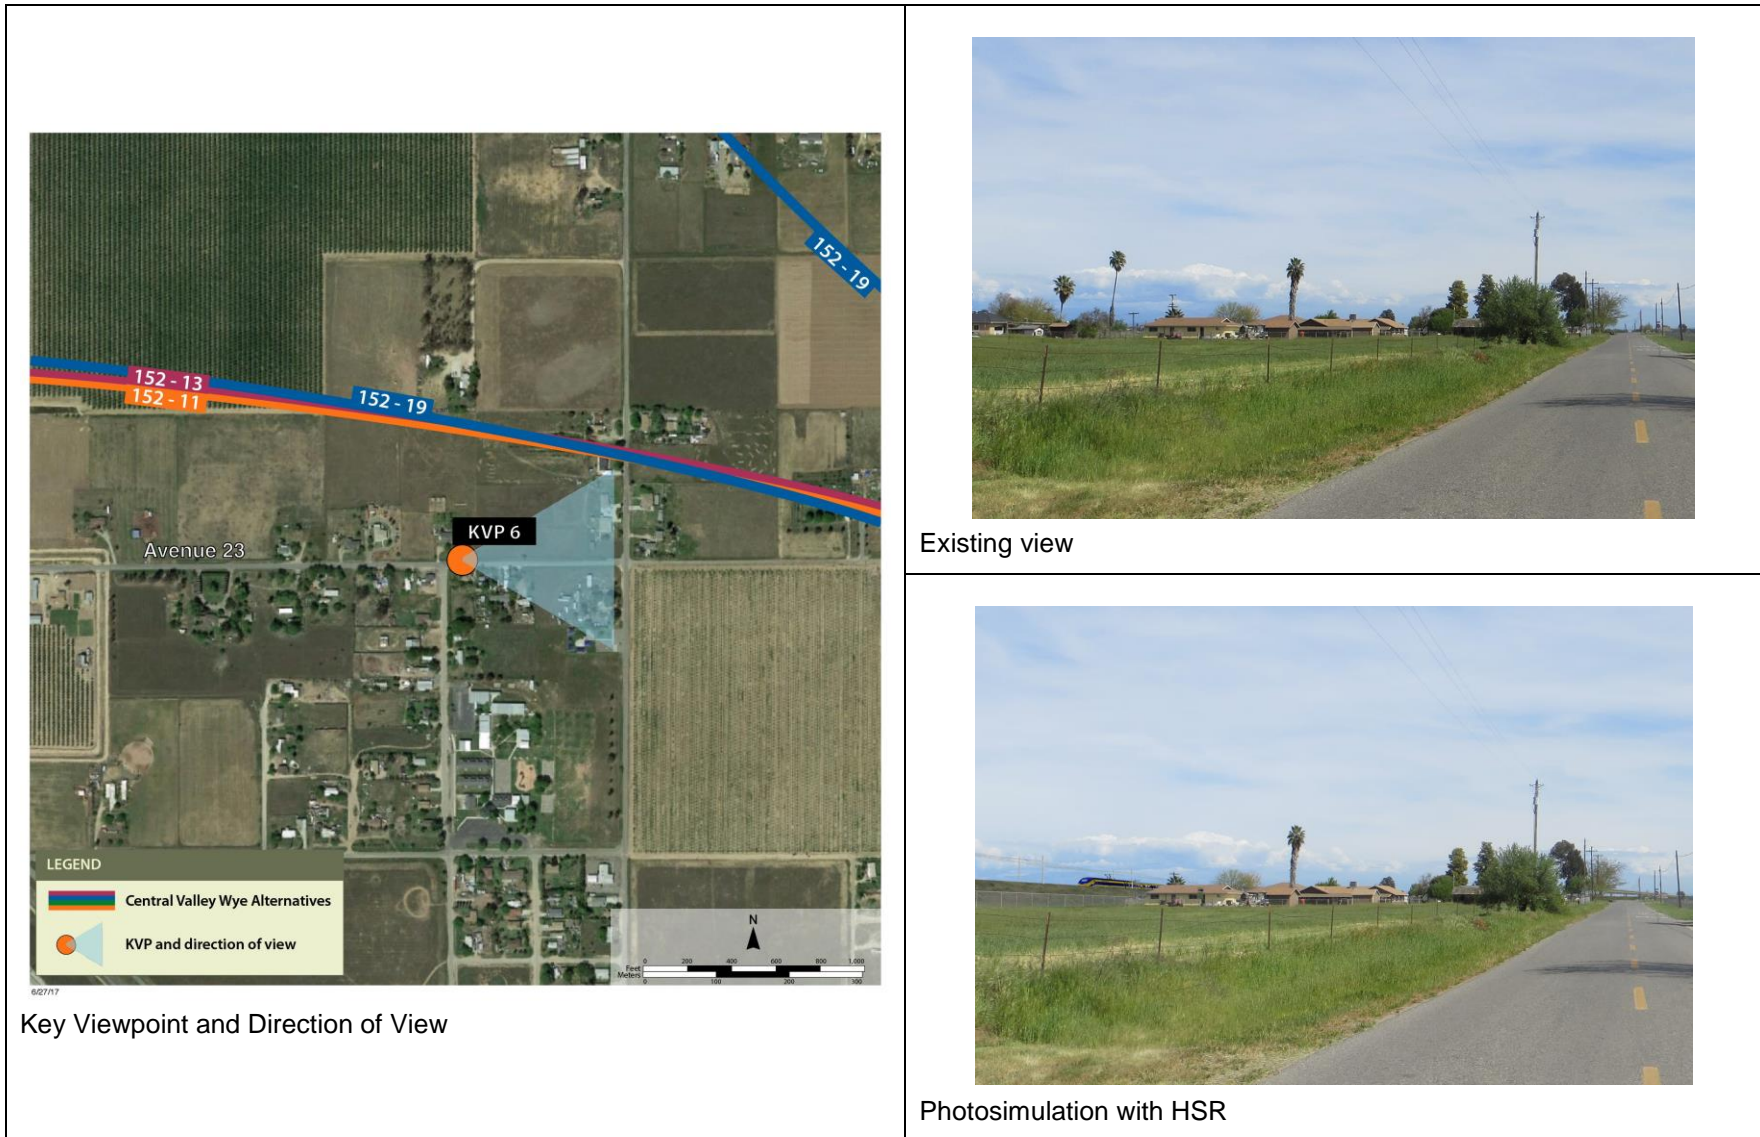 152 - 19
152 - 13
152 - 11
152 - 19
KVP 6
Avenue 23
LEGEND
Central Valley Wye Alternatives
KVP and direction of view
N
Feet 0 200 400 600 800 1,000
Meters 0 100 200 300
6/27/17
Key Viewpoint and Direction of View
Existing view
Photosimulation with HSR